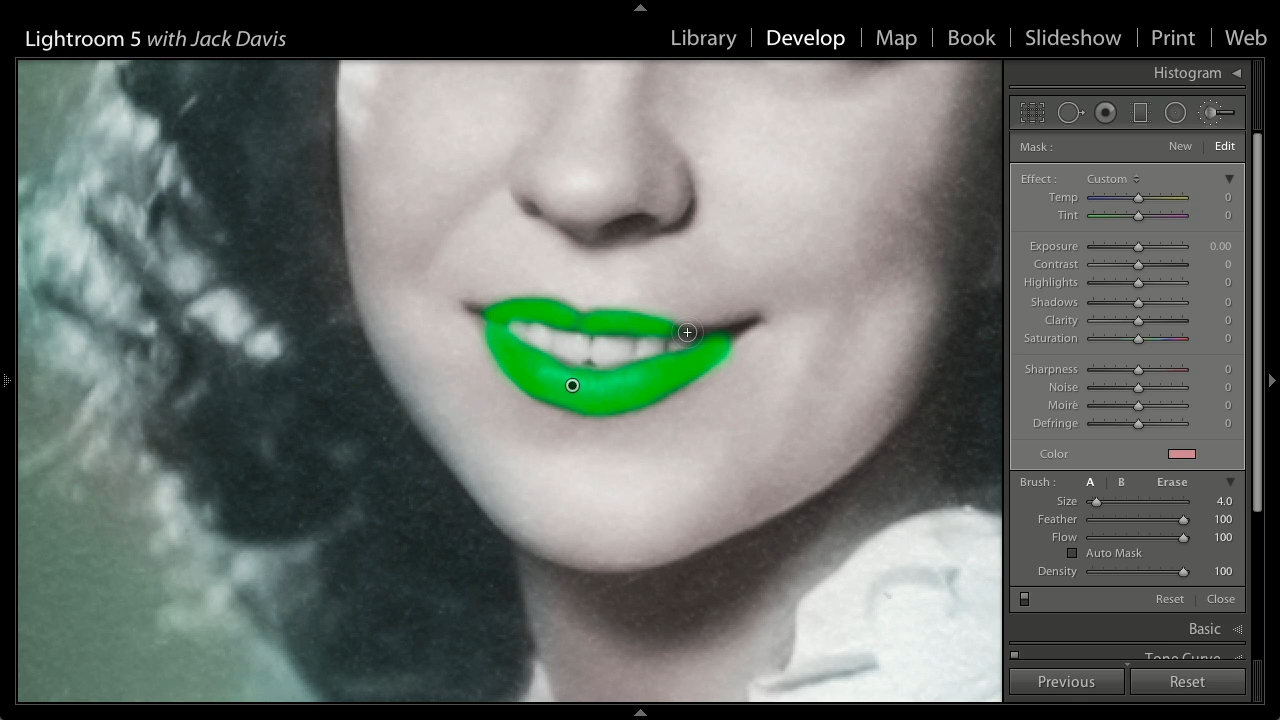 Lightroom 5 with Jack Davis
Library | Develop | Map | Book | Slideshow | Print | Web
Histogram
Mask : New | Edit
Effect : Custom
Temp 0
Tint 0
Exposure 0.00
Contrast 0
Highlights 0
Shadows 0
Clarity 0
Saturation 0
Sharpness 0
Noise 0
Moiré 0
Defringe 0
Color
Brush : A | B Erase
Size 4.0
Feather 100
Flow 100
Auto Mask
Density 100
Reset | Close
Basic
Tone Curve
Previous Reset